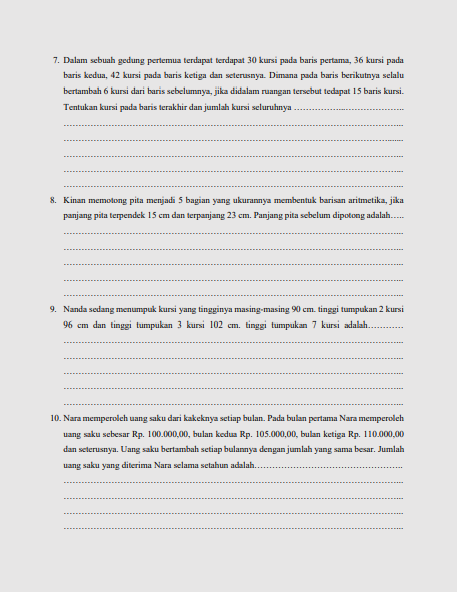 7. Dalam sebuah gedung pertemua terdapat terdapat 30 kursi pada baris pertama, 36 kursi pada
baris kedua, 42 kursi pada baris ketiga dan seterusnya. Dimana pada baris berikutnya selalu
bertambah 6 kursi dari baris sebelumnya, jika didalam ruangan tersebut tedapat 15 baris kursi.
Tentukan kursi pada baris terakhir dan jumlah kursi seluruhnya ……………………………
8. Kinan memotong pita menjadi 5 bagian yang ukurannya membentuk barisan aritmetika, jika
panjang pita terpendek 15 cm dan terpanjang 23 cm. Panjang pita sebelum dipotong adalah…..
9. Nanda sedang menumpuk kursi yang tingginya masing-masing 90 cm. tinggi tumpukan 2 kursi
96 cm dan tinggi tumpukan 3 kursi 102 cm. tinggi tumpukan 7 kursi adalah…………
10. Nara memperoleh uang saku dari kakeknya setiap bulan. Pada bulan pertama Nara memperoleh
uang saku sebesar Rp. 100.000,00, bulan kedua Rp. 105.000,00, bulan ketiga Rp. 110.000,00
dan seterusnya. Uang saku bertambah setiap bulannya dengan jumlah yang sama besar. Jumlah
uang saku yang diterima Nara selama setahun adalah…………………………………………..